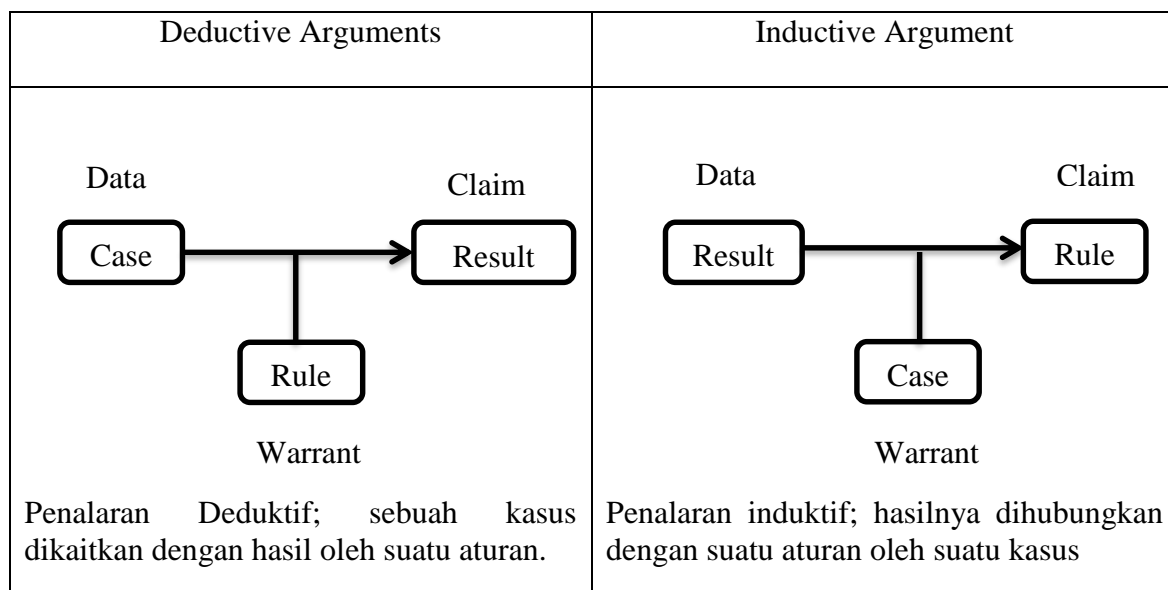 Deductive Arguments
Inductive Argument
Data
Claim
Case
Result
Rule
Warrant
Penalaran Deduktif; sebuah kasus
dikaitkan dengan hasil oleh suatu aturan.
Data
Claim
Result
Rule
Case
Warrant
Penalaran induktif; hasilnya dihubungkan
dengan suatu aturan oleh suatu kasus